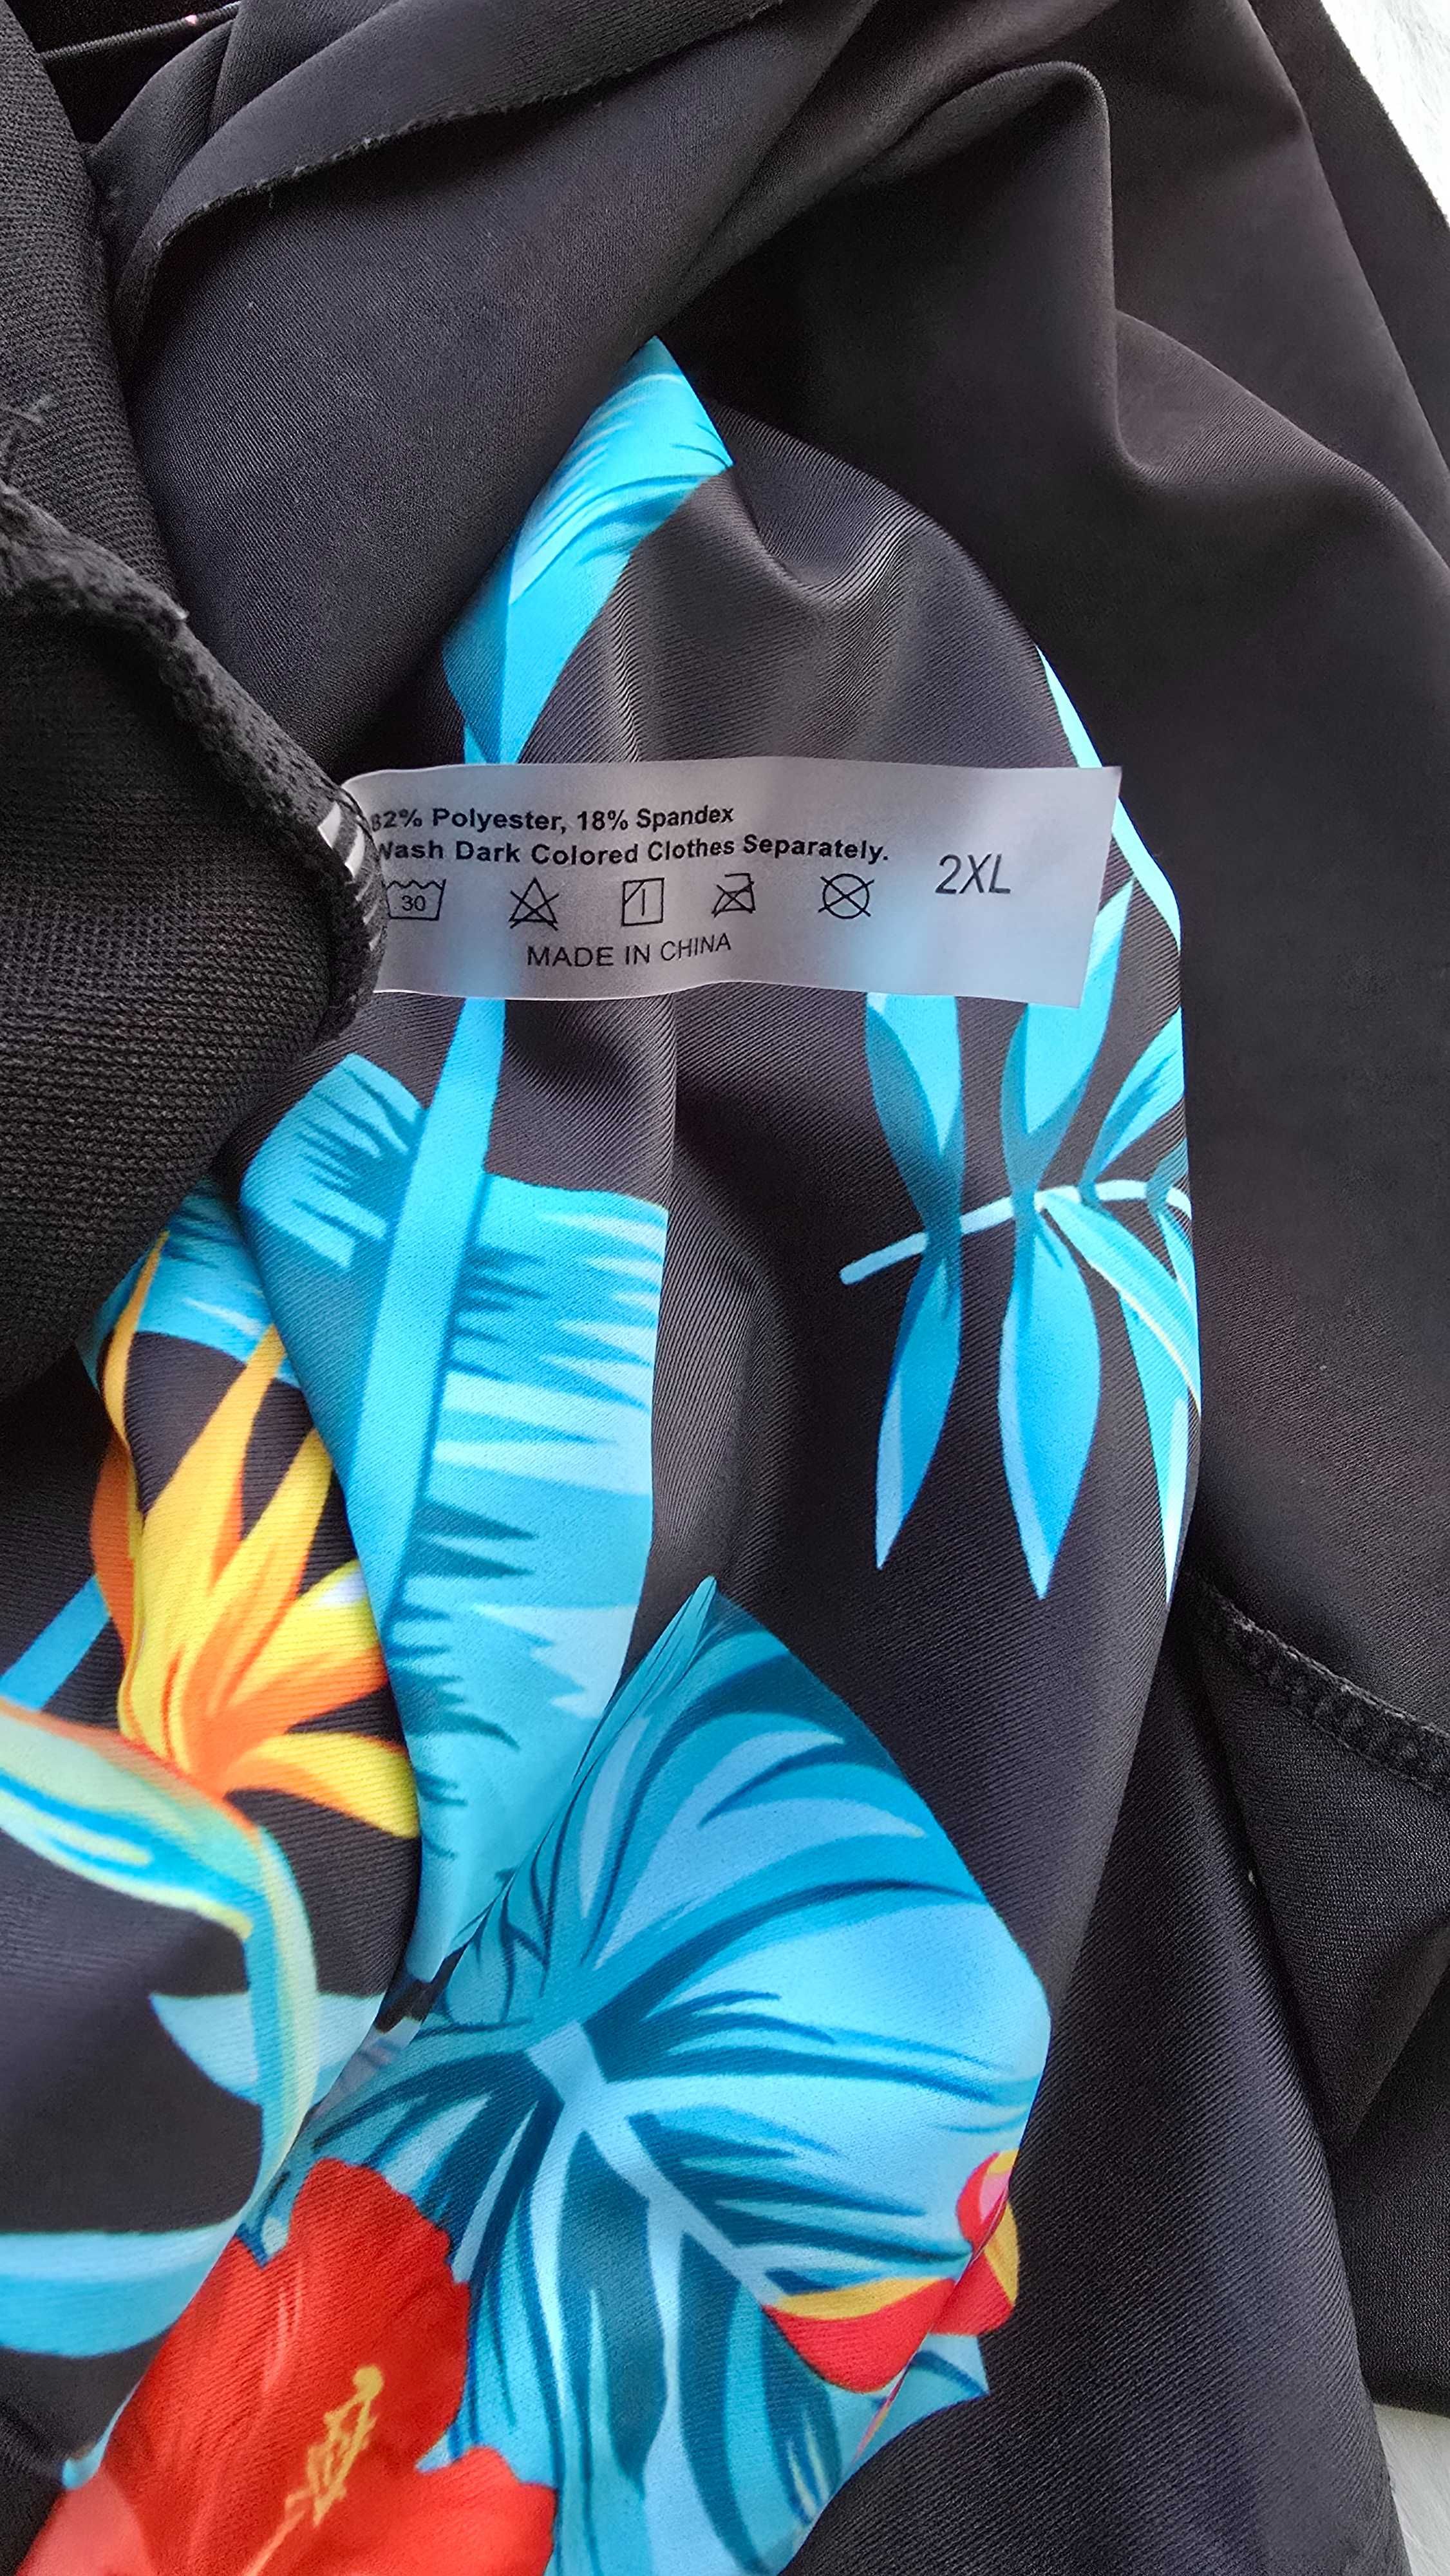 82% Polyester, 18% Spandex
Wash Dark Colored Clothes Separately.
30
2XL
MADE IN CHINA